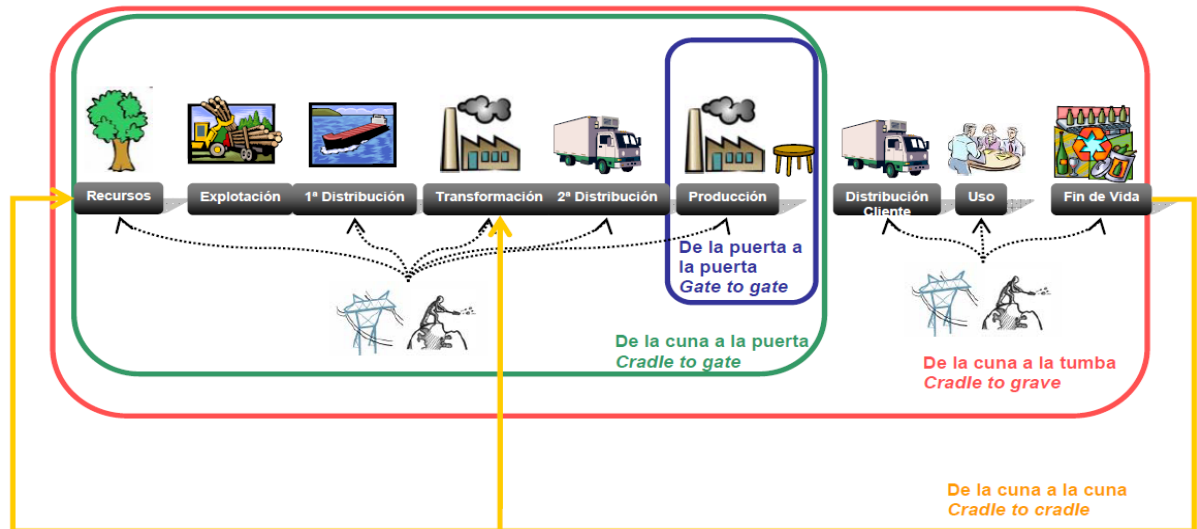 Recursos
Explotación
1ª Distribución
Transformación
2ª Distribución
Producción
Distribución
Cliente
Uso
Fin de Vida
De la puerta a
la puerta
Gate to gate
De la cuna a la puerta
Cradle to gate
De la cuna a la tumba
Cradle to grave
De la cuna a la cuna
Cradle to cradle